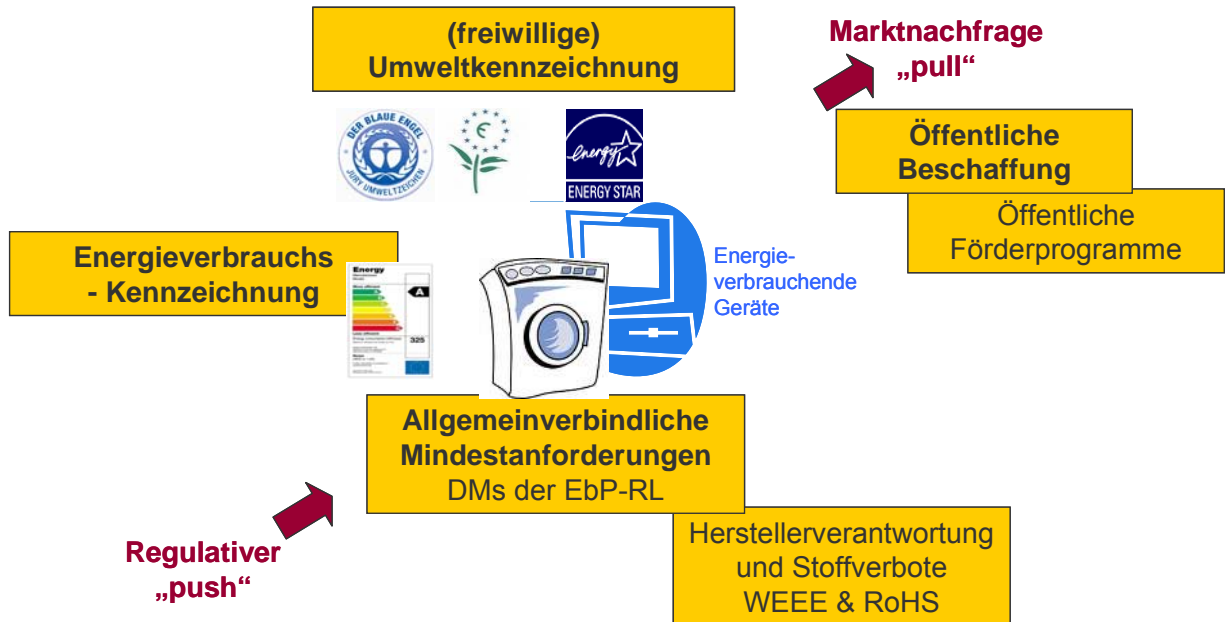 (freiwillige)
Umweltkennzeichnung
Marktnachfrage
„pull“
DER BLAUE ENGEL
JURY UMWELTZEICHEN
€
energy
ENERGY STAR
Öffentliche
Beschaffung
Öffentliche
Förderprogramme
Energieverbrauchs
- Kennzeichnung
Energy
A
325
Energie-
verbrauchende
Geräte
Allgemeinverbindliche
Mindestanforderungen
DMs der EbP-RL
Regulativer
„push“
Herstellerverantwortung
und Stoffverbote
WEEE & RoHS